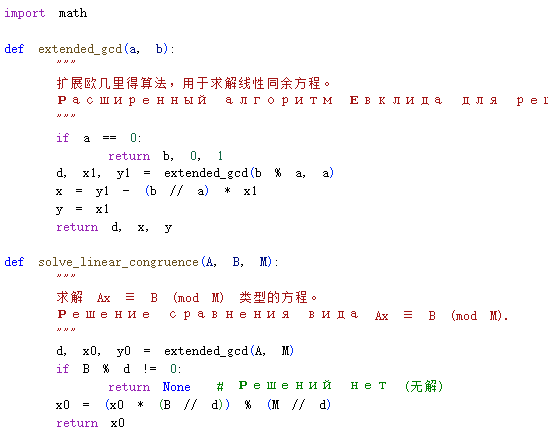 import math

def extended_gcd(a, b):
    """
    扩展欧几里得算法，用于求解线性同余方程。
    Расширенный алгоритм Евклида для
    """
    if a == 0:
        return b, 0, 1
    d, x1, y1 = extended_gcd(b % a, a)
    x = y1 - (b // a) * x1
    y = x1
    return d, x, y

def solve_linear_congruence(A, B, M):
    """
    求解 Ax ≡ B (mod M) 类型的方程。
    Решение сравнения вида Ax ≡ B (mod M).
    """
    d, x0, y0 = extended_gcd(A, M)
    if B % d != 0:
        return None  # Решений нет (无解)
    x0 = (x0 * (B // d)) % (M // d)
    return x0